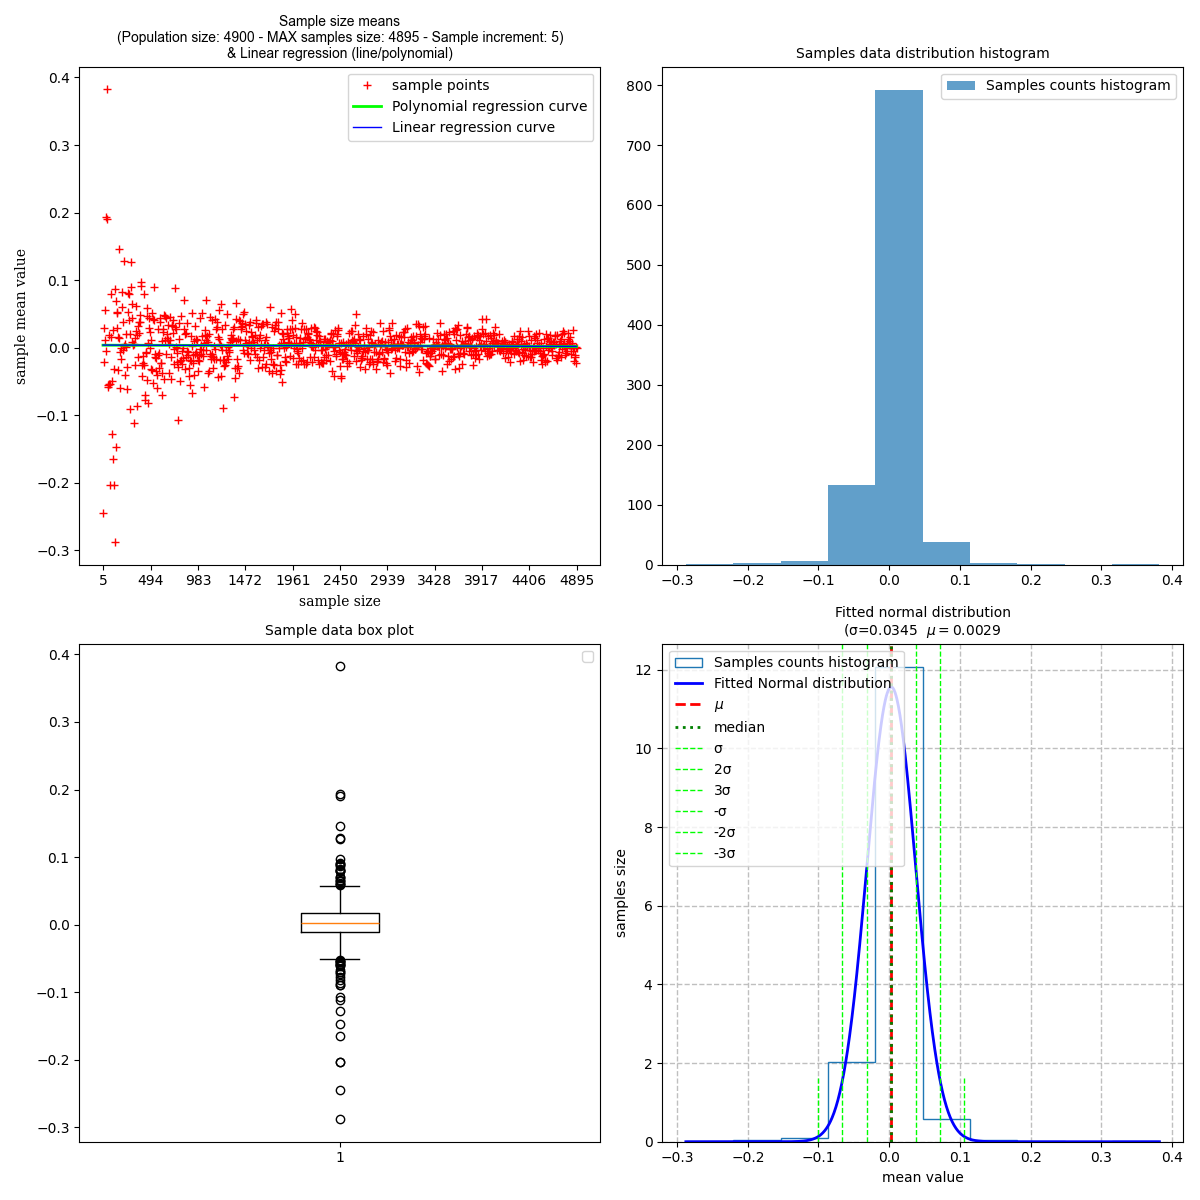 Sample size means
(Population size: 4900 - MAX samples size: 4895 - Sample increment: 5)
& Linear regression (line/polynomial)
sample points
Polynomial regression curve
Linear regression curve
0.4
0.3
0.2
0.1
0.0
−0.1
−0.2
−0.3
sample mean value
5 494 983 1472 1961 2450 2939 3428 3917 4406 4895
sample size
Samples data distribution histogram
Samples counts histogram
800
700
600
500
400
300
200
100
0
−0.3 −0.2 −0.1 0.0 0.1 0.2 0.3 0.4
Sample data box plot
0.4
0.3
0.2
0.1
0.0
−0.1
−0.2
−0.3
1
Fitted normal distribution
(σ=0.0345 μ = 0.0029
Samples counts histogram
Fitted Normal distribution
μ
median
σ
2σ
3σ
-σ
-2σ
-3σ
12
10
8
6
4
2
0
samples size
−0.3 −0.2 −0.1 0.0 0.1 0.2 0.3 0.4
mean value